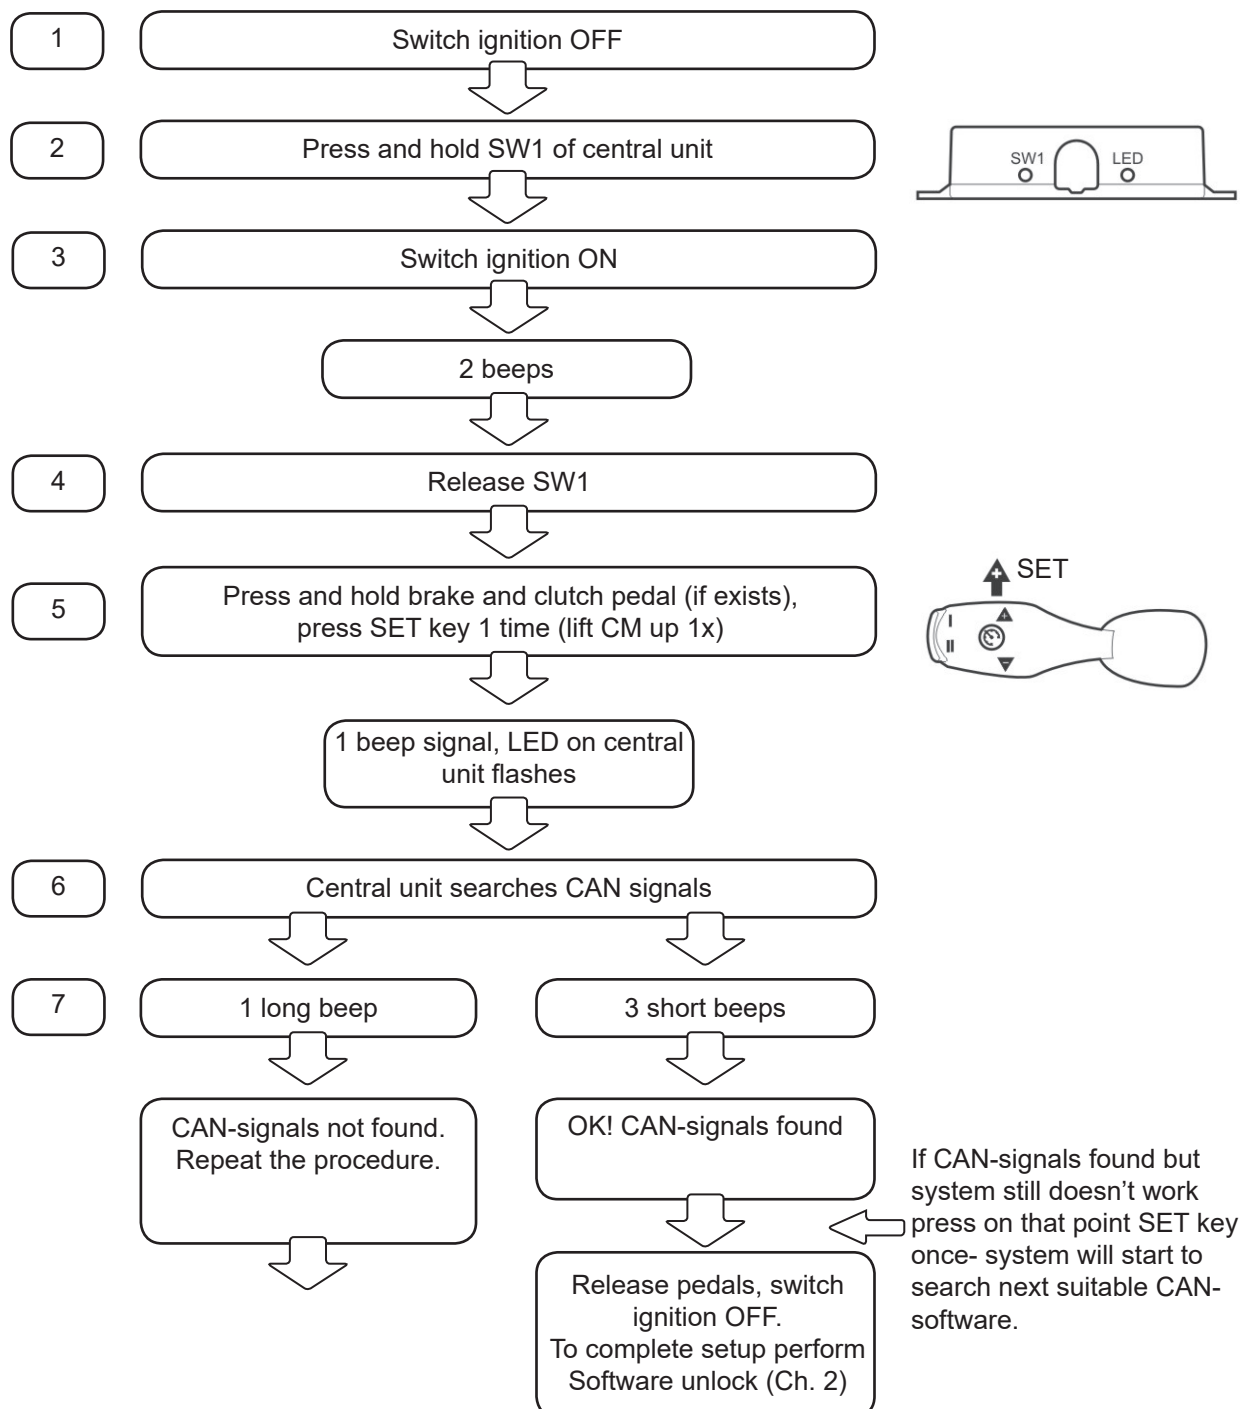 1
Switch ignition OFF
2
Press and hold SW1 of central unit
SW1
LED
3
Switch ignition ON
2 beeps
4
Release SW1
5
Press and hold brake and clutch pedal (if exists),
press SET key 1 time (lift CM up 1x)
SET
I
II
1 beep signal, LED on central
unit flashes
6
Central unit searches CAN signals
7
1 long beep
3 short beeps
CAN-signals not found.
Repeat the procedure.
OK! CAN-signals found
If CAN-signals found but
system still doesn’t work
press on that point SET key
once- system will start to
search next suitable CAN-
software.
Release pedals, switch
ignition OFF.
To complete setup perform
Software unlock (Ch. 2)